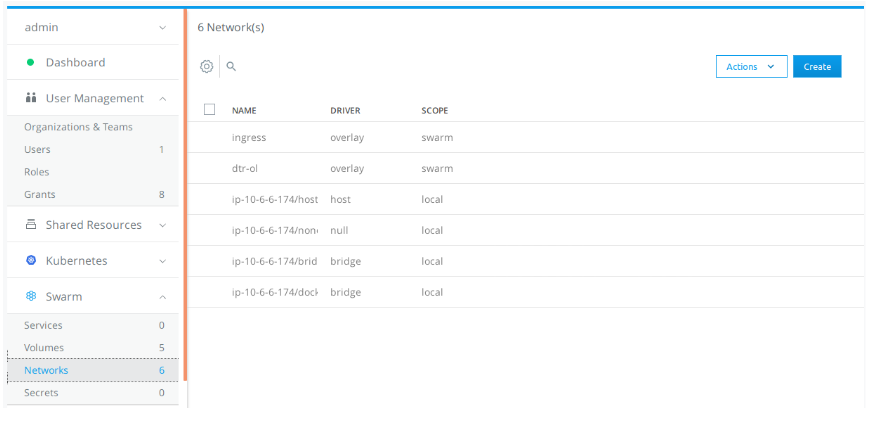 admin
Dashboard
User Management
Organizations & Teams
Users 1
Roles
Grants 8
Shared Resources
Kubernetes
Swarm
Services 0
Volumes 5
Networks 6
Secrets 0
6 Network(s)
Actions Create
NAME DRIVER SCOPE
ingress overlay swarm
dtr-ol overlay swarm
ip-10-6-6-174/host host local
ip-10-6-6-174/non null local
ip-10-6-6-174/brid bridge local
ip-10-6-6-174/dock bridge local